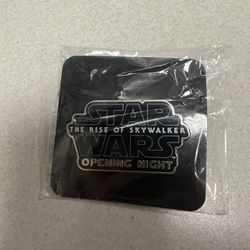 STAR
THE RISE OF SKYWALKER
WARS
OPENING NIGHT